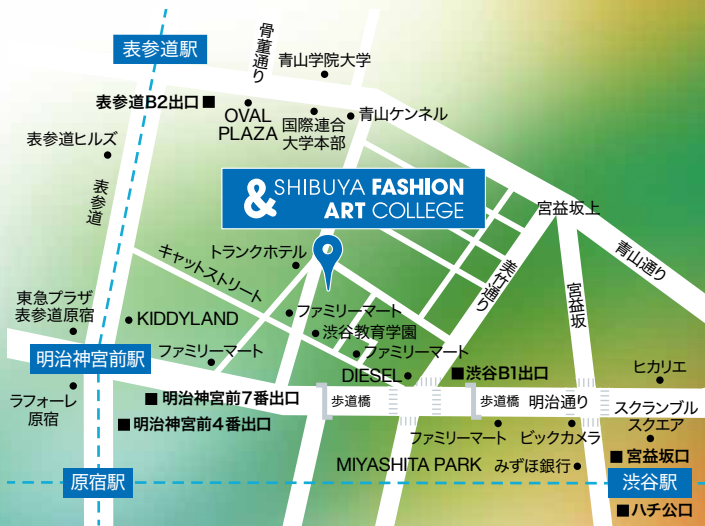 表参道駅
骨董通り
青山学院大学
表参道B2出口
OVAL
PLAZA
国際連合
大学本部
青山ケンネル
表参道ヒルズ
表参道
& SHIBUYA FASHION
ART COLLEGE
宮益坂上
青山通り
トランクホテル
キャットストリート
美竹通り
宮益坂
東急プラザ
表参道原宿
KIDDYLAND
ファミリーマート
渋谷教育学園
ファミリーマート
ファミリーマート
明治神宮前駅
DIESEL
渋谷B1出口
ヒカリエ
ラフォーレ
原宿
明治神宮前7番出口
明治神宮前4番出口
歩道橋
歩道橋
明治通り
スクランブル
スクエア
ファミリーマート
ビックカメラ
宮益坂口
MIYASHITA PARK
みずほ銀行
原宿駅
渋谷駅
ハチ公口